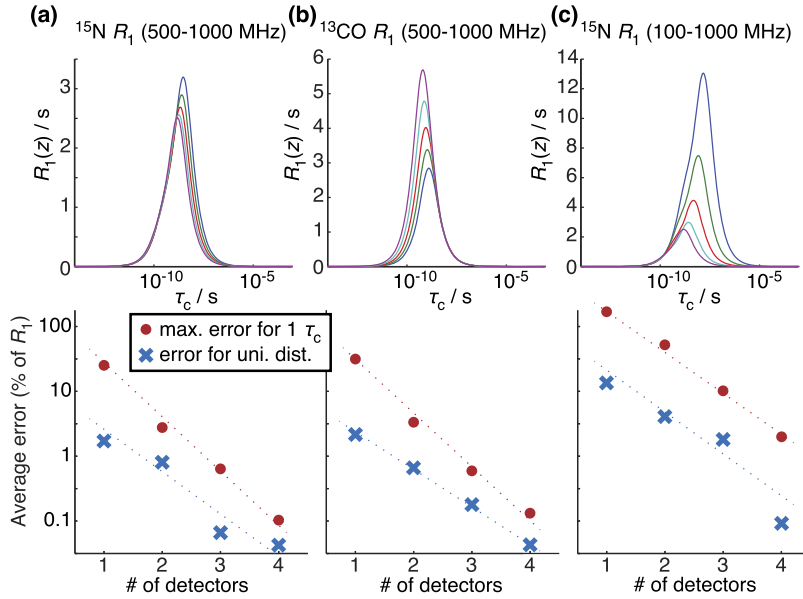 (a) (b) (c)
¹⁵N R₁ (500-1000 MHz) ¹³CO R₁ (500-1000 MHz) ¹⁵N R₁ (100-1000 MHz)
R₁(z) / s
3
2
1
0
10⁻¹⁰ 10⁻⁵
τc / s
R₁(z) / s
6
5
4
3
2
1
0
10⁻¹⁰ 10⁻⁵
τc / s
R₁(z) / s
14
12
10
8
6
4
2
0
10⁻¹⁰ 10⁻⁵
τc / s
max. error for 1 τc
error for uni. dist.
Average error (% of R₁)
100
10
1
0.1
1 2 3 4
# of detectors
1 2 3 4
# of detectors
1 2 3 4
# of detectors